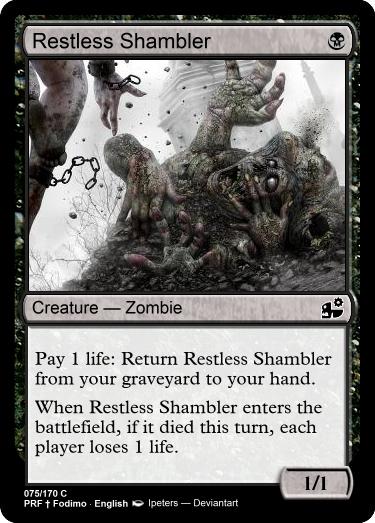 Restless Shambler
Creature — Zombie
Pay 1 life: Return Restless Shambler
from your graveyard to your hand.
When Restless Shambler enters the
battlefield, if it died this turn, each
player loses 1 life.
1/1
075/170 C
PRF † Fodimo · English Ipeters — Deviantart